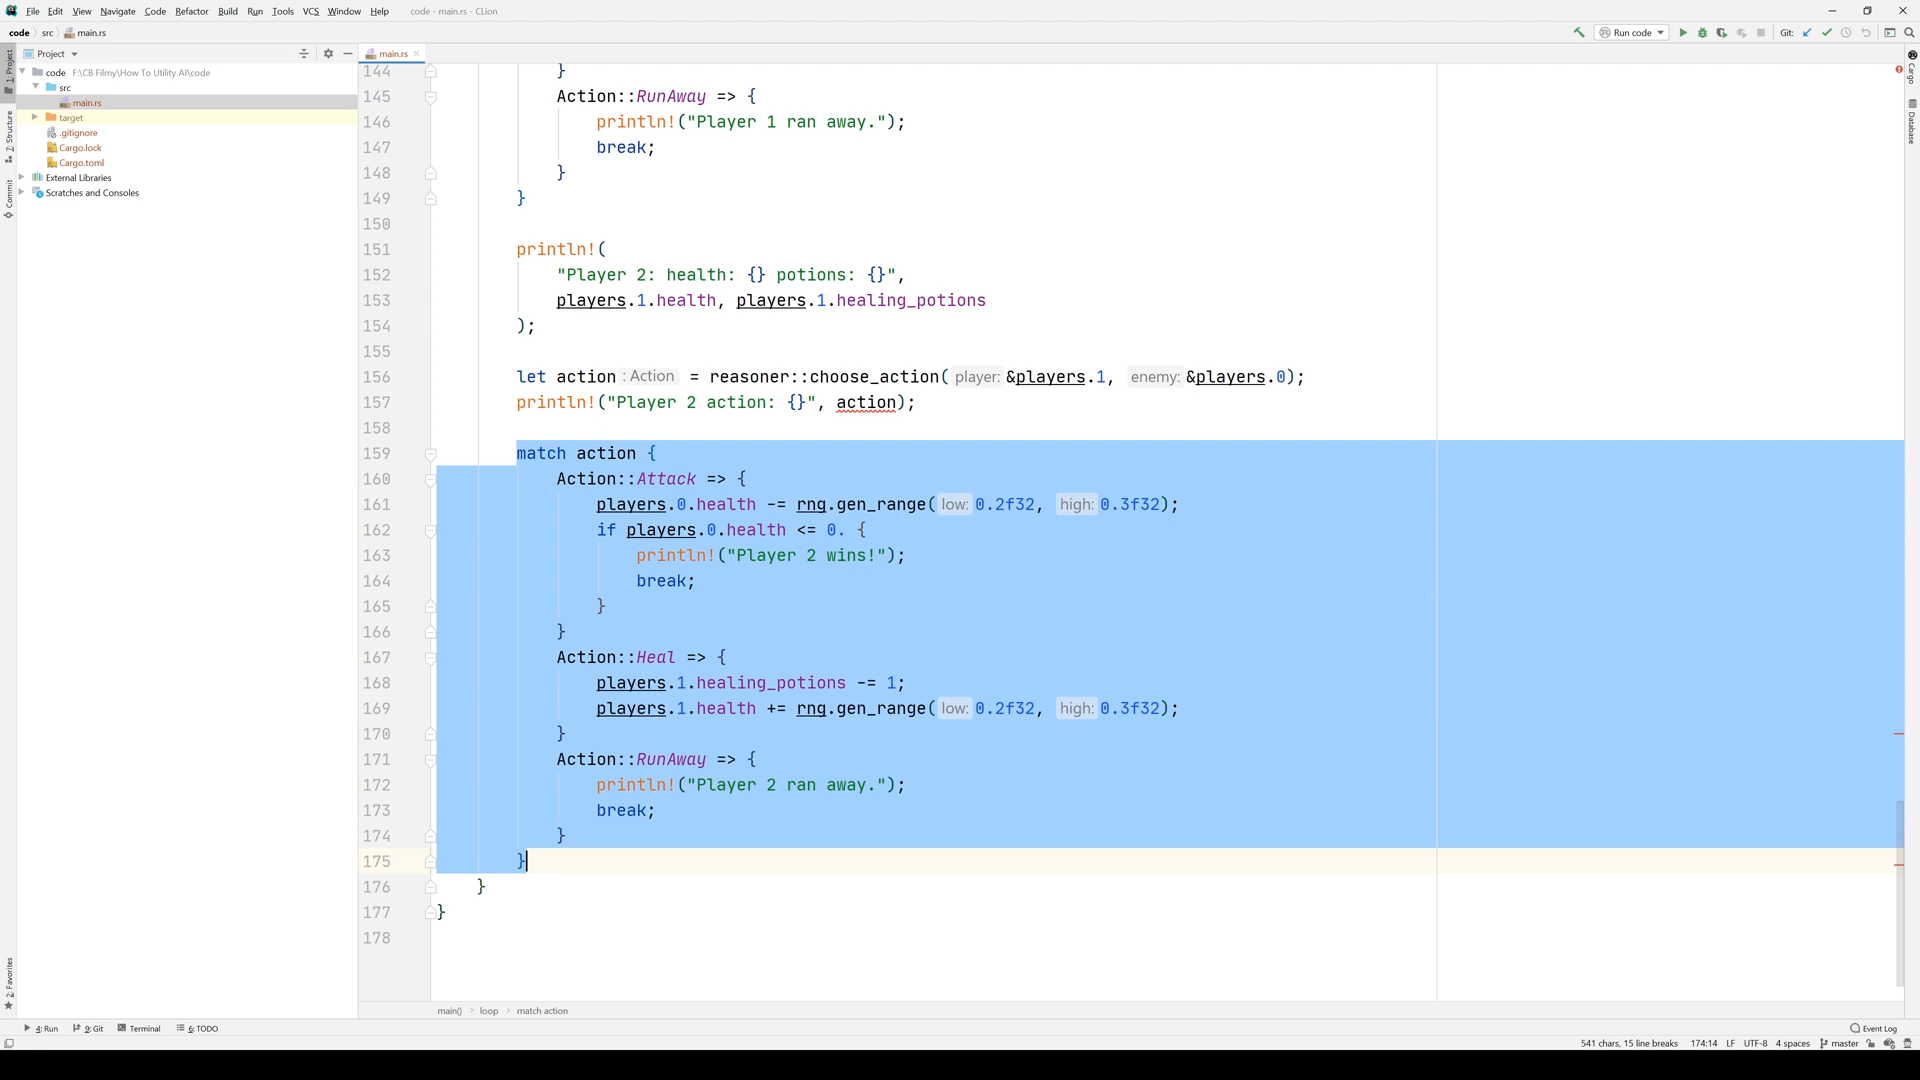 File Edit View Navigate Code Refactor Build Run Tools VCS Window Help code - main.rs - CLion
code src main.rs Run code Git:
Project main.rs
1: Project
Z: Structure
Commit
2: Favorites
code F:\CB Filmy\How To Utility AI\code
src
main.rs
target
.gitignore
Cargo.lock
Cargo.toml
External Libraries
Scratches and Consoles
144 }
145 Action::RunAway => {
146 println!("Player 1 ran away.");
147 break;
148 }
149 }
150
151 println!(
152 "Player 2: health: {} potions: {}",
153 players.1.health, players.1.healing_potions
154 );
155
156 let action : Action = reasoner::choose_action( player: &players.1, enemy: &players.0);
157 println!("Player 2 action: {}", action);
158
159 match action {
160 Action::Attack => {
161 players.0.health -= rng.gen_range( low: 0.2f32, high: 0.3f32);
162 if players.0.health <= 0. {
163 println!("Player 2 wins!");
164 break;
165 }
166 }
167 Action::Heal => {
168 players.1.healing_potions -= 1;
169 players.1.health += rng.gen_range( low: 0.2f32, high: 0.3f32);
170 }
171 Action::RunAway => {
172 println!("Player 2 ran away.");
173 break;
174 }
175 }
176 }
177 }
178
Cargo
Database
main() loop match action
4: Run 9: Git Terminal 6: TODO Event Log
541 chars, 15 line breaks 174:14 LF UTF-8 4 spaces master